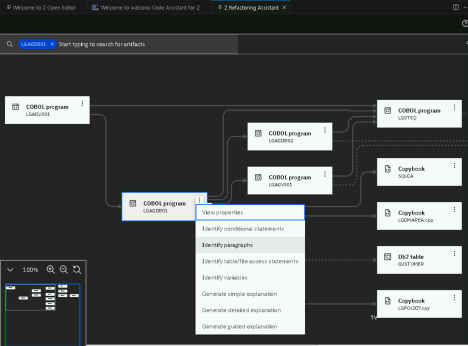 Welcome to Z Open Editor
Welcome to watsonx Code Assistant for Z
Z Refactoring Assistant
LGACDB01
Start typing to search for artifacts
COBOL program
LGACUS01
COBOL program
LGSTSQ
COBOL program
LGACDB02
Copybook
SQLCA
COBOL program
LGACVS01
COBOL program
LGACDB01
Copybook
LGCMAREA.cpy
View properties
Identify conditional statements
Identify paragraphs
Identify table/file access statements
Identify variables
Generate simple explanation
Generate detailed explanation
Generate guided explanation
Db2 table
CUSTOMER
Copybook
LGPOLICY.cpy
100%